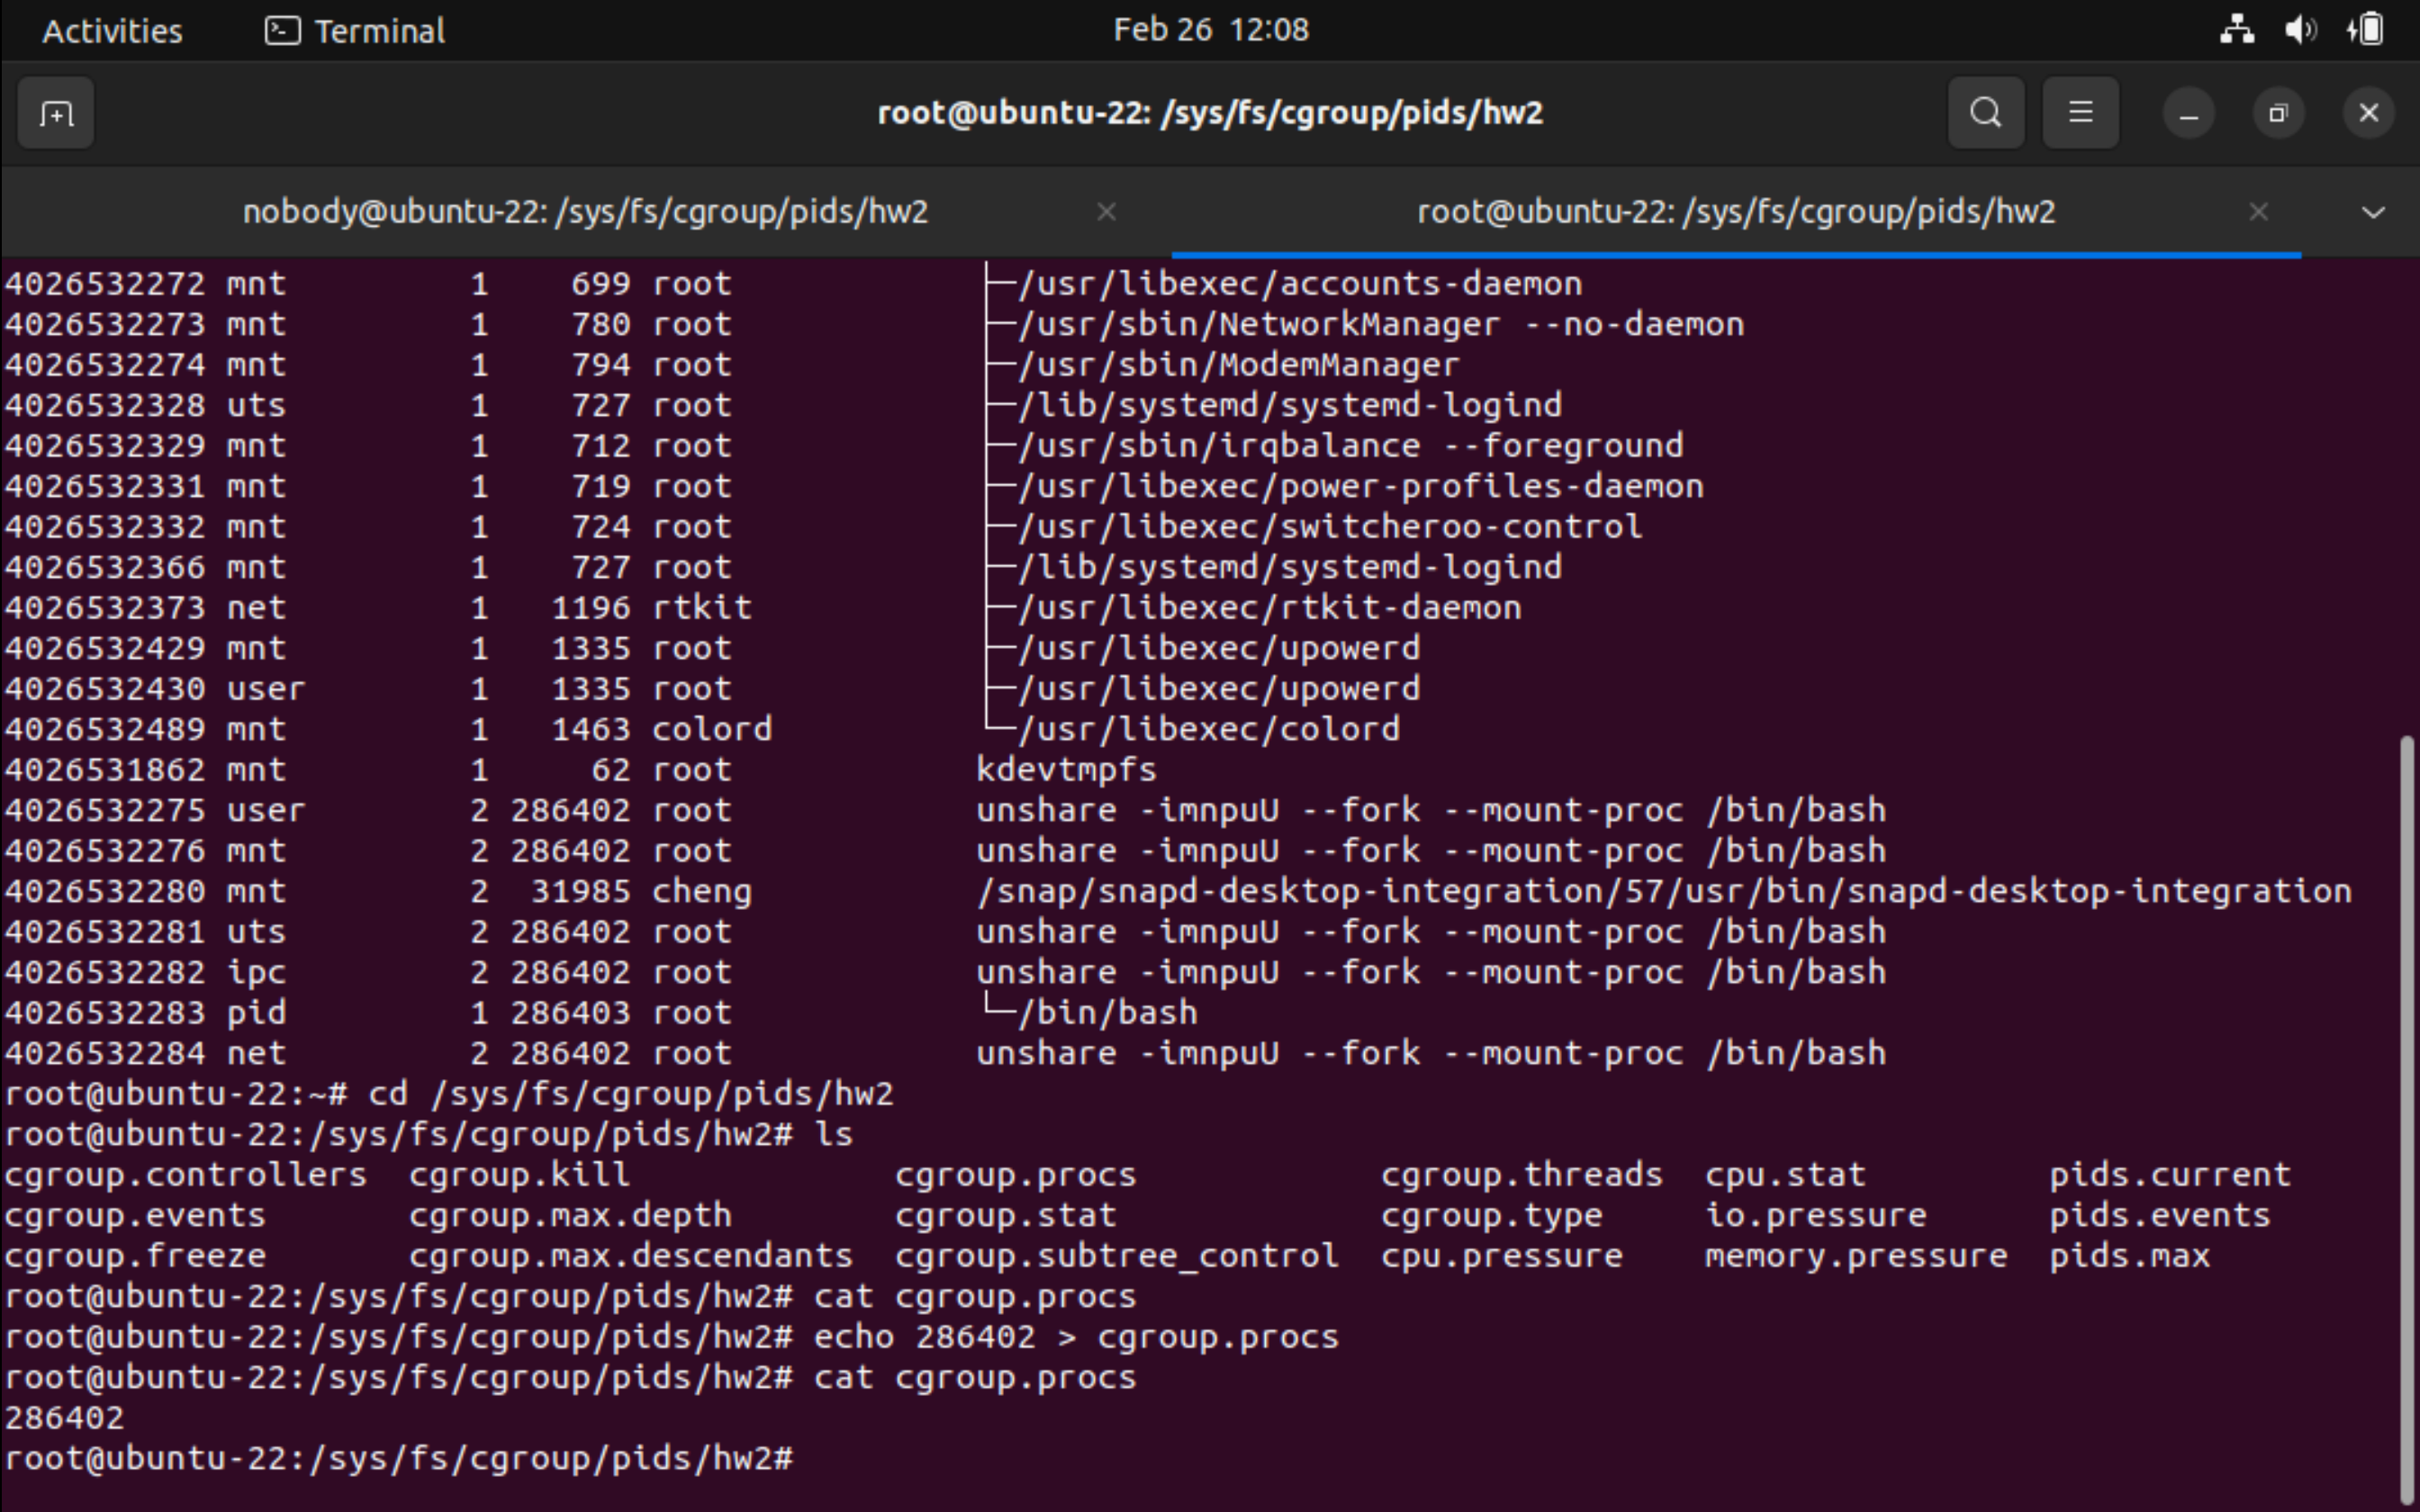 Activities Terminal Feb 26 12:08
root@ubuntu-22: /sys/fs/cgroup/pids/hw2
nobody@ubuntu-22: /sys/fs/cgroup/pids/hw2 root@ubuntu-22: /sys/fs/cgroup/pids/hw2
4026532272 mnt         1    699 root            ├─/usr/libexec/accounts-daemon
4026532273 mnt         1    780 root            ├─/usr/sbin/NetworkManager --no-daemon
4026532274 mnt         1    794 root            ├─/usr/sbin/ModemManager
4026532328 uts         1    727 root            ├─/lib/systemd/systemd-logind
4026532329 mnt         1    712 root            ├─/usr/sbin/irqbalance --foreground
4026532331 mnt         1    719 root            ├─/usr/libexec/power-profiles-daemon
4026532332 mnt         1    724 root            ├─/usr/libexec/switcheroo-control
4026532366 mnt         1    727 root            ├─/lib/systemd/systemd-logind
4026532373 net         1   1196 rtkit           ├─/usr/libexec/rtkit-daemon
4026532429 mnt         1   1335 root            ├─/usr/libexec/upowerd
4026532430 user        1   1335 root            ├─/usr/libexec/upowerd
4026532489 mnt         1   1463 colord          └─/usr/libexec/colord
4026531862 mnt         1     62 root            kdevtmpfs
4026532275 user        2 286402 root            unshare -imnpuU --fork --mount-proc /bin/bash
4026532276 mnt         2 286402 root            unshare -imnpuU --fork --mount-proc /bin/bash
4026532280 mnt         2  31985 cheng           /snap/snapd-desktop-integration/57/usr/bin/snapd-desktop-integration
4026532281 uts         2 286402 root            unshare -imnpuU --fork --mount-proc /bin/bash
4026532282 ipc         2 286402 root            unshare -imnpuU --fork --mount-proc /bin/bash
4026532283 pid         1 286403 root            └─/bin/bash
4026532284 net         2 286402 root            unshare -imnpuU --fork --mount-proc /bin/bash
root@ubuntu-22:~# cd /sys/fs/cgroup/pids/hw2
root@ubuntu-22:/sys/fs/cgroup/pids/hw2# ls
cgroup.controllers  cgroup.kill             cgroup.procs            cgroup.threads  cpu.stat         pids.current
cgroup.events       cgroup.max.depth        cgroup.stat             cgroup.type     io.pressure      pids.events
cgroup.freeze       cgroup.max.descendants  cgroup.subtree_control  cpu.pressure    memory.pressure  pids.max
root@ubuntu-22:/sys/fs/cgroup/pids/hw2# cat cgroup.procs
root@ubuntu-22:/sys/fs/cgroup/pids/hw2# echo 286402 > cgroup.procs
root@ubuntu-22:/sys/fs/cgroup/pids/hw2# cat cgroup.procs
286402
root@ubuntu-22:/sys/fs/cgroup/pids/hw2#